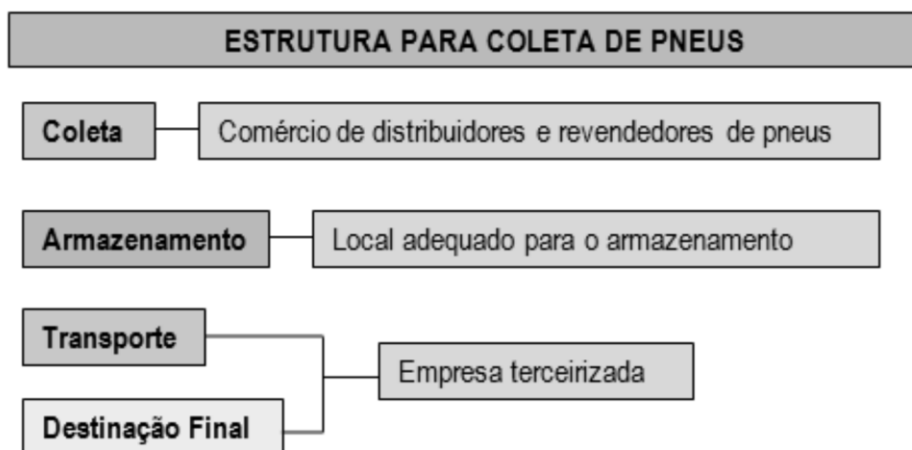 ESTRUTURA PARA COLETA DE PNEUS
Coleta
Comércio de distribuidores e revendedores de pneus
Armazenamento
Local adequado para o armazenamento
Transporte
Empresa terceirizada
Destinação Final